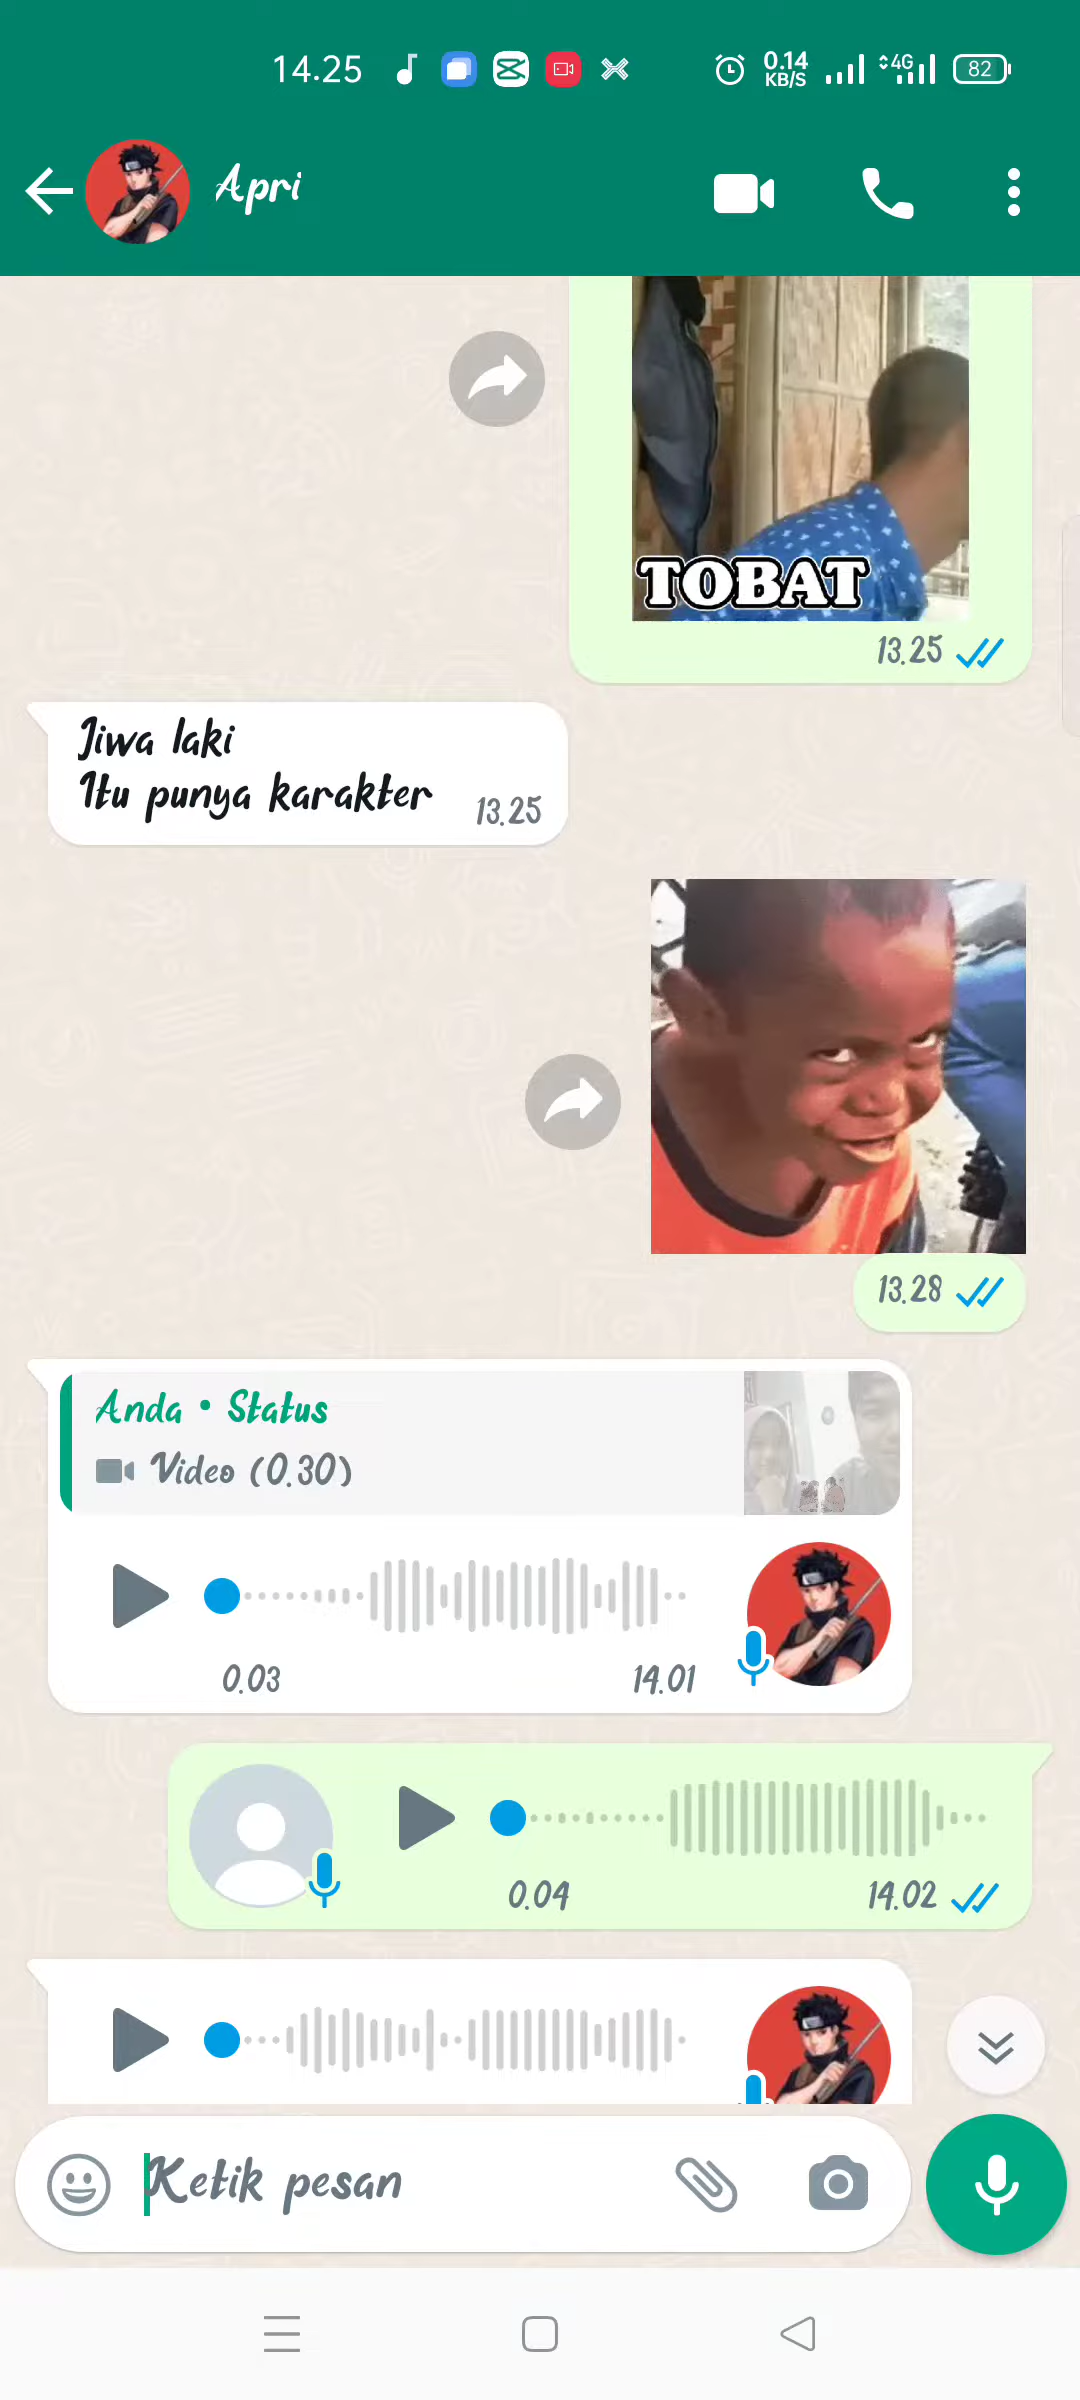 14.25
0.14
KB/S
4G
82
Apri
TOBAT
13.25
Jiwa laki
Itu punya karakter
13.25
13.28
Anda • Status
Video (0.30)
0.03
14.01
0.04
14.02
Ketik pesan